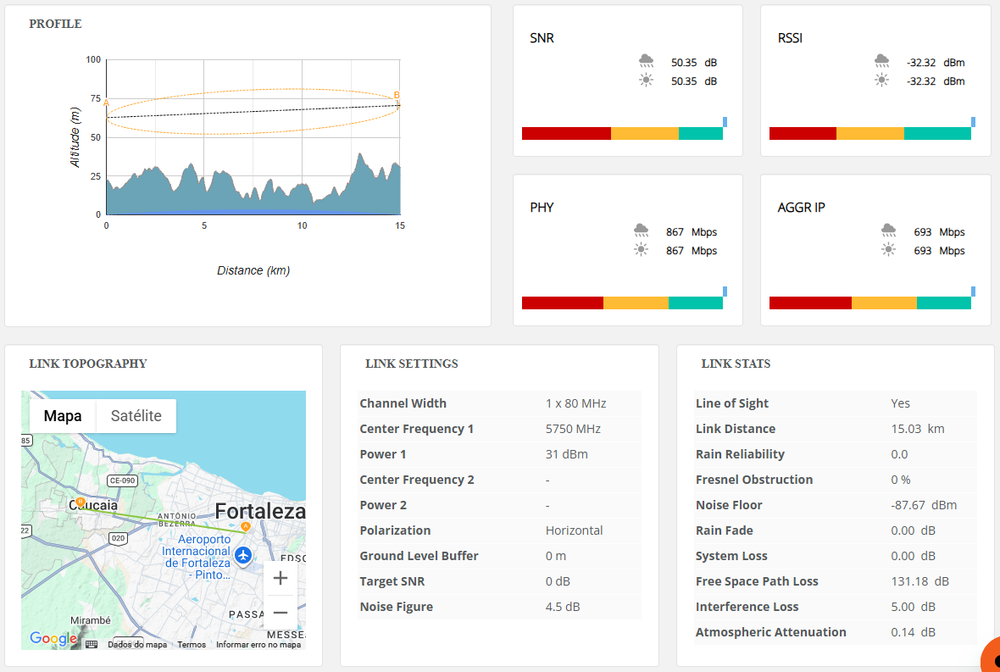 PROFILE
100
75
50
25
0
Altitude (m)
A
B
0
5
10
15
Distance (km)
SNR
50.35 dB
50.35 dB
RSSI
-32.32 dBm
-32.32 dBm
PHY
867 Mbps
867 Mbps
AGGR IP
693 Mbps
693 Mbps
LINK TOPOGRAPHY
Mapa
Satélite
85
CE-090
B
Caucaia
ANTÔNIO
BEZERRA
Fortaleza
A
22
020
Aeroporto
Internacional
de Fortaleza
- Pinto...
EDSO
+
−
PASSA
Mirambé
MESSE
Google
Dados do mapa
Termos
Informar erro no mapa
LINK SETTINGS
Channel Width 1 x 80 MHz
Center Frequency 1 5750 MHz
Power 1 31 dBm
Center Frequency 2 -
Power 2 -
Polarization Horizontal
Ground Level Buffer 0 m
Target SNR 0 dB
Noise Figure 4.5 dB
LINK STATS
Line of Sight Yes
Link Distance 15.03 km
Rain Reliability 0.0
Fresnel Obstruction 0 %
Noise Floor -87.67 dBm
Rain Fade 0.00 dB
System Loss 0.00 dB
Free Space Path Loss 131.18 dB
Interference Loss 5.00 dB
Atmospheric Attenuation 0.14 dB